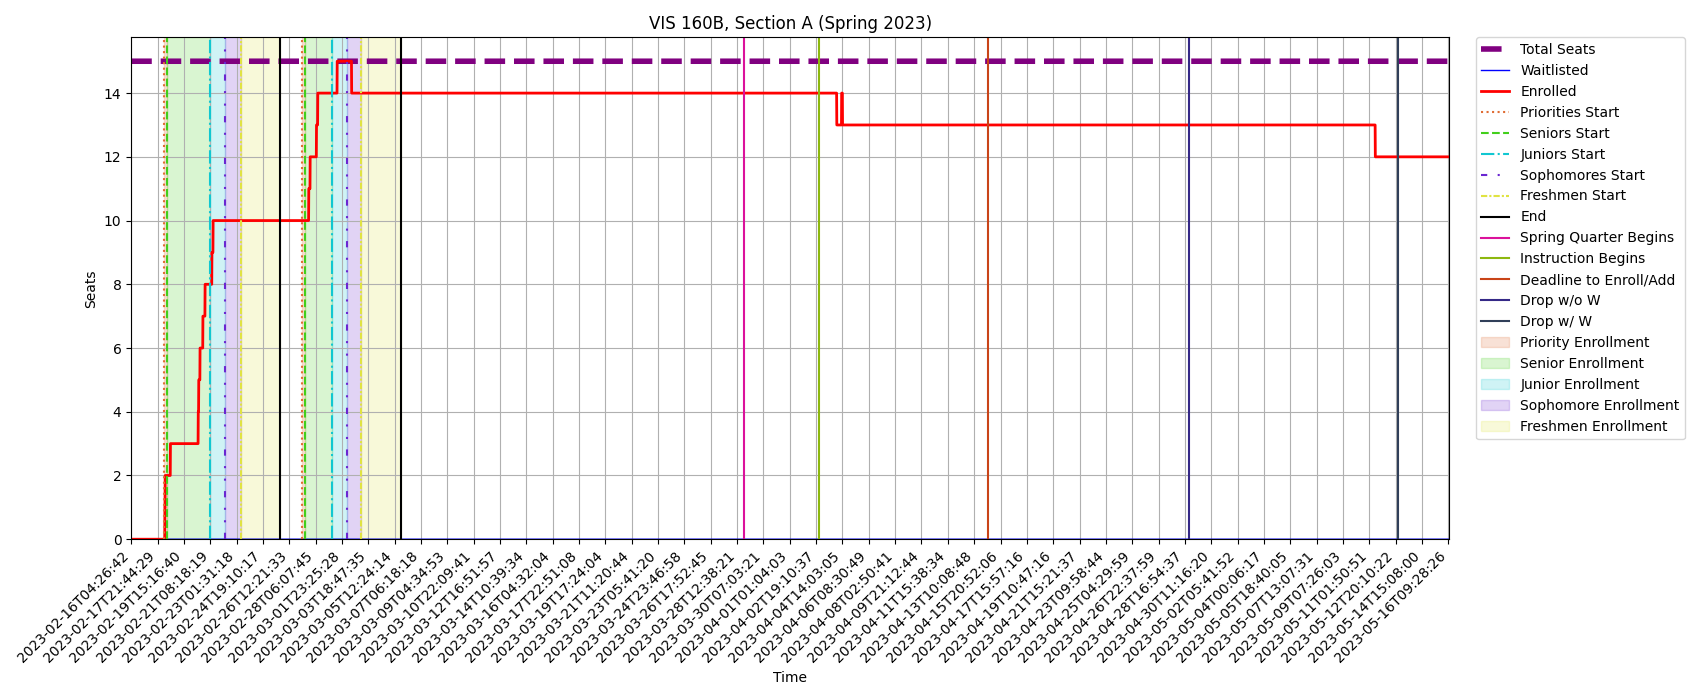 VIS 160B, Section A (Spring 2023)
Seats
14
12
10
8
6
4
2
0
2023-02-16T04:26:42
2023-02-17T21:44:29
2023-02-19T15:16:40
2023-02-21T08:18:19
2023-02-23T01:31:18
2023-02-24T19:10:17
2023-02-26T12:21:33
2023-02-28T06:07:45
2023-03-01T23:25:28
2023-03-03T18:47:35
2023-03-05T12:24:14
2023-03-07T06:18:18
2023-03-09T04:34:53
2023-03-10T22:09:41
2023-03-12T16:51:57
2023-03-14T10:39:34
2023-03-16T04:32:04
2023-03-17T22:51:08
2023-03-19T17:24:04
2023-03-21T11:20:44
2023-03-23T05:41:20
2023-03-24T23:46:58
2023-03-26T17:52:45
2023-03-28T12:38:21
2023-03-30T07:03:21
2023-04-01T01:04:03
2023-04-02T19:10:37
2023-04-04T14:03:05
2023-04-06T08:30:49
2023-04-08T02:50:41
2023-04-09T21:12:44
2023-04-11T15:38:34
2023-04-13T10:08:48
2023-04-15T20:52:06
2023-04-17T15:57:16
2023-04-19T10:47:16
2023-04-21T15:21:37
2023-04-23T09:58:44
2023-04-25T04:29:59
2023-04-26T22:37:59
2023-04-28T16:54:37
2023-04-30T11:16:20
2023-05-02T05:41:52
2023-05-04T00:06:17
2023-05-05T18:40:05
2023-05-07T13:07:31
2023-05-09T07:26:03
2023-05-11T01:50:51
2023-05-12T20:10:22
2023-05-14T15:08:00
2023-05-16T09:28:26
Time
Total Seats
Waitlisted
Enrolled
Priorities Start
Seniors Start
Juniors Start
Sophomores Start
Freshmen Start
End
Spring Quarter Begins
Instruction Begins
Deadline to Enroll/Add
Drop w/o W
Drop w/ W
Priority Enrollment
Senior Enrollment
Junior Enrollment
Sophomore Enrollment
Freshmen Enrollment